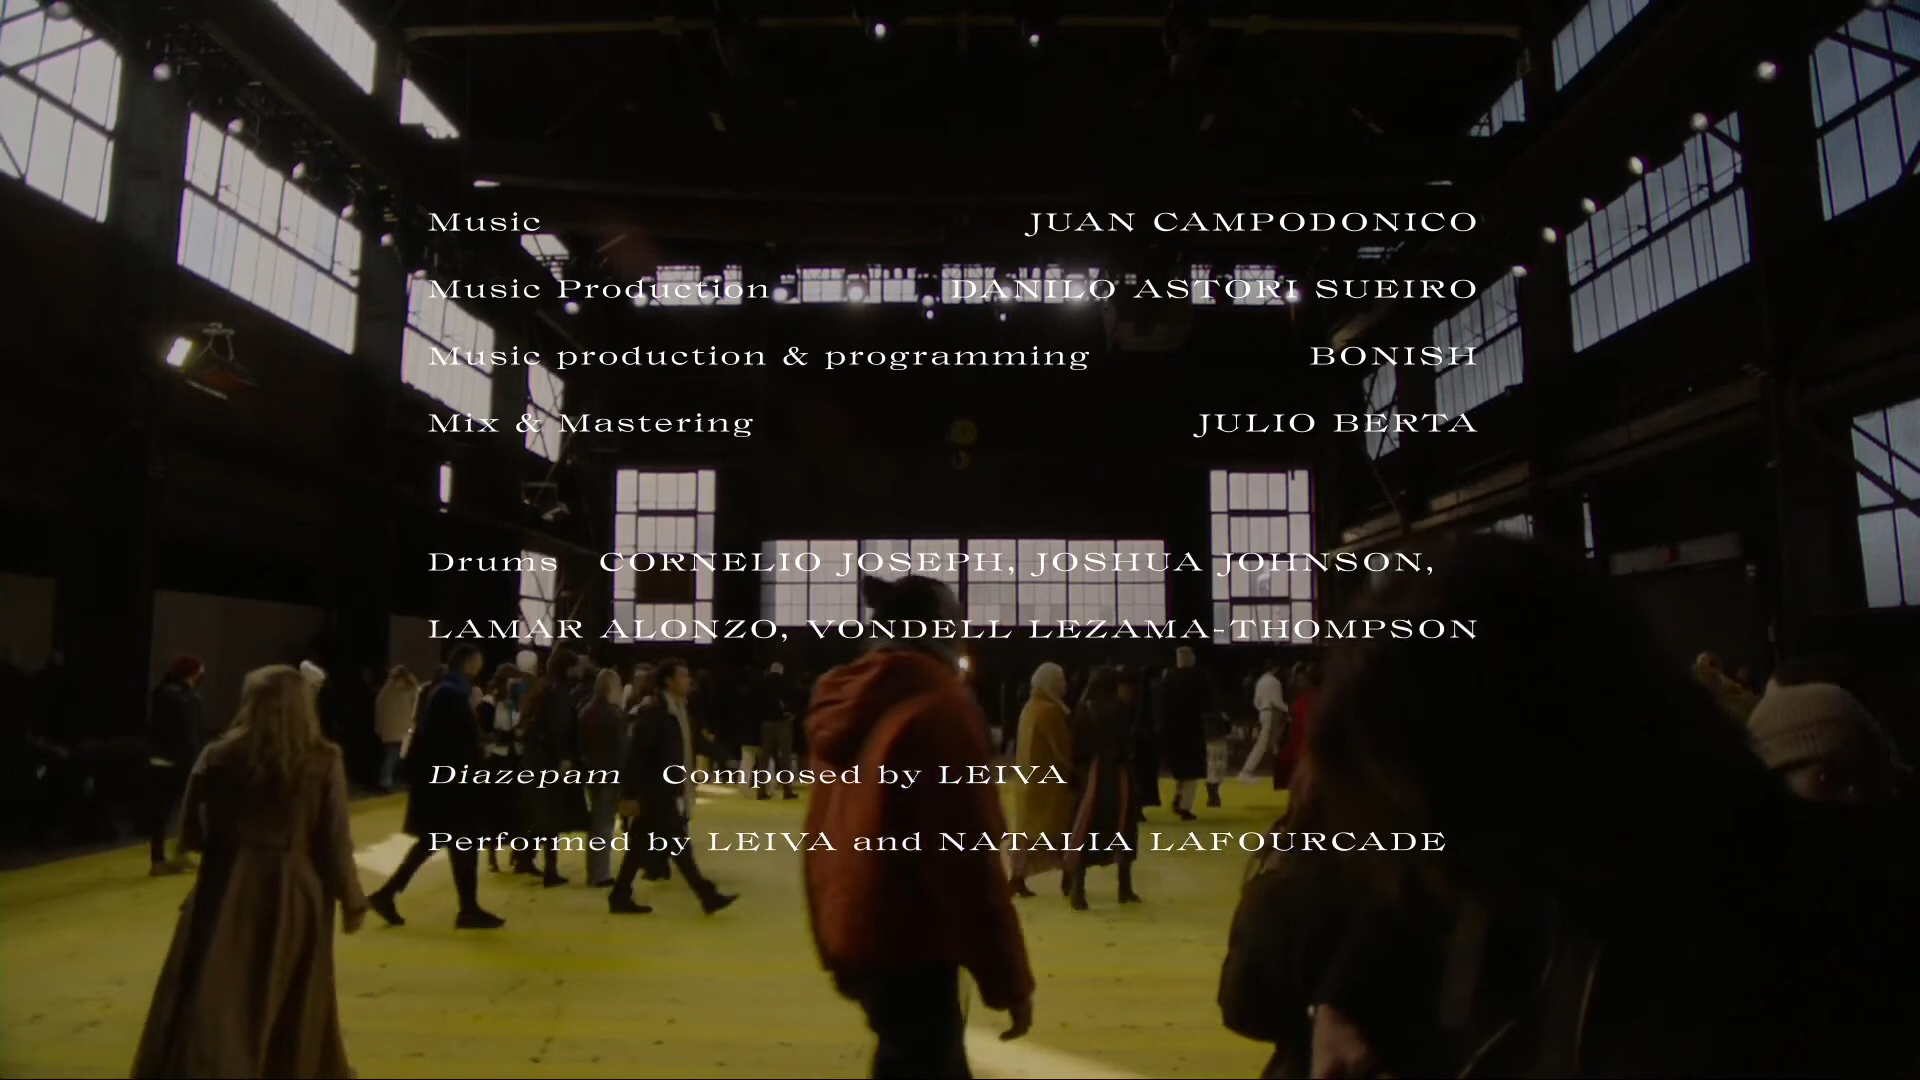 Music JUAN CAMPODONICO
Music Production DANILO ASTORI SUEIRO
Music production & programming BONISH
Mix & Mastering JULIO BERTA
Drums CORNELIO JOSEPH, JOSHUA JOHNSON,
LAMAR ALONZO, VONDELL LEZAMA-THOMPSON
Diazepam Composed by LEIVA
Performed by LEIVA and NATALIA LAFOURCADE